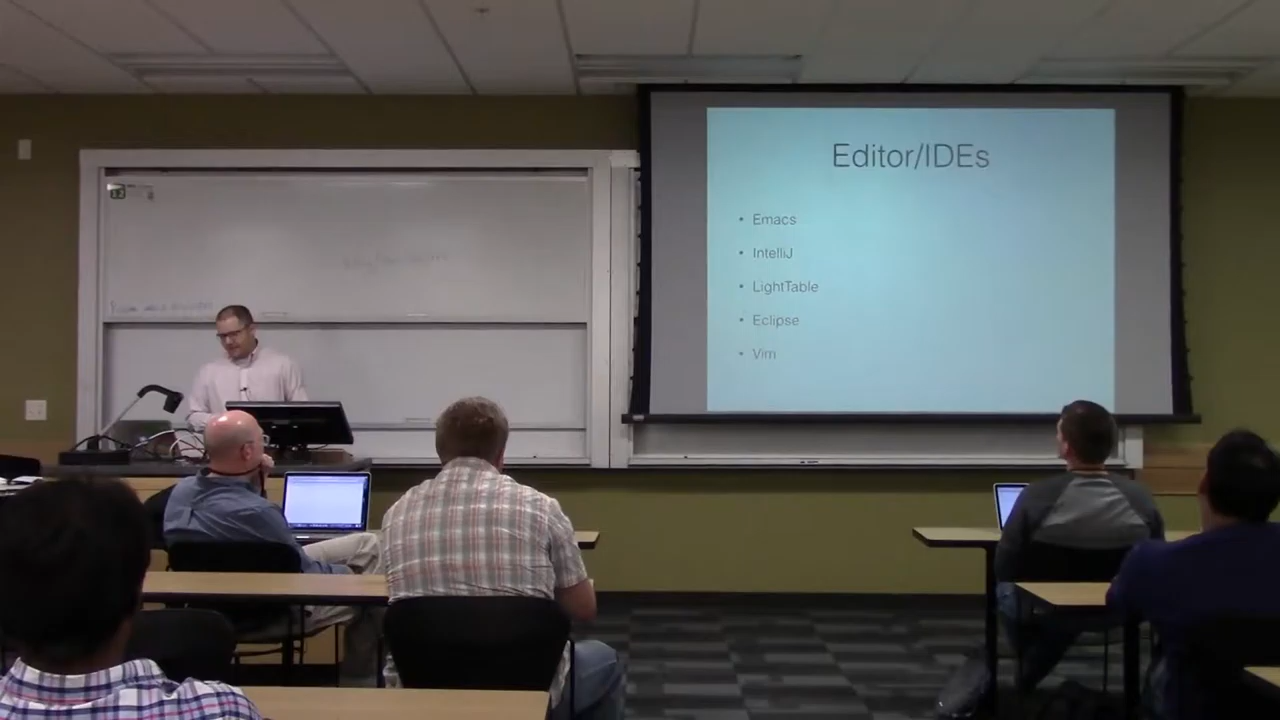 Editor/IDEs
• Emacs
• IntelliJ
• LightTable
• Eclipse
• Vim